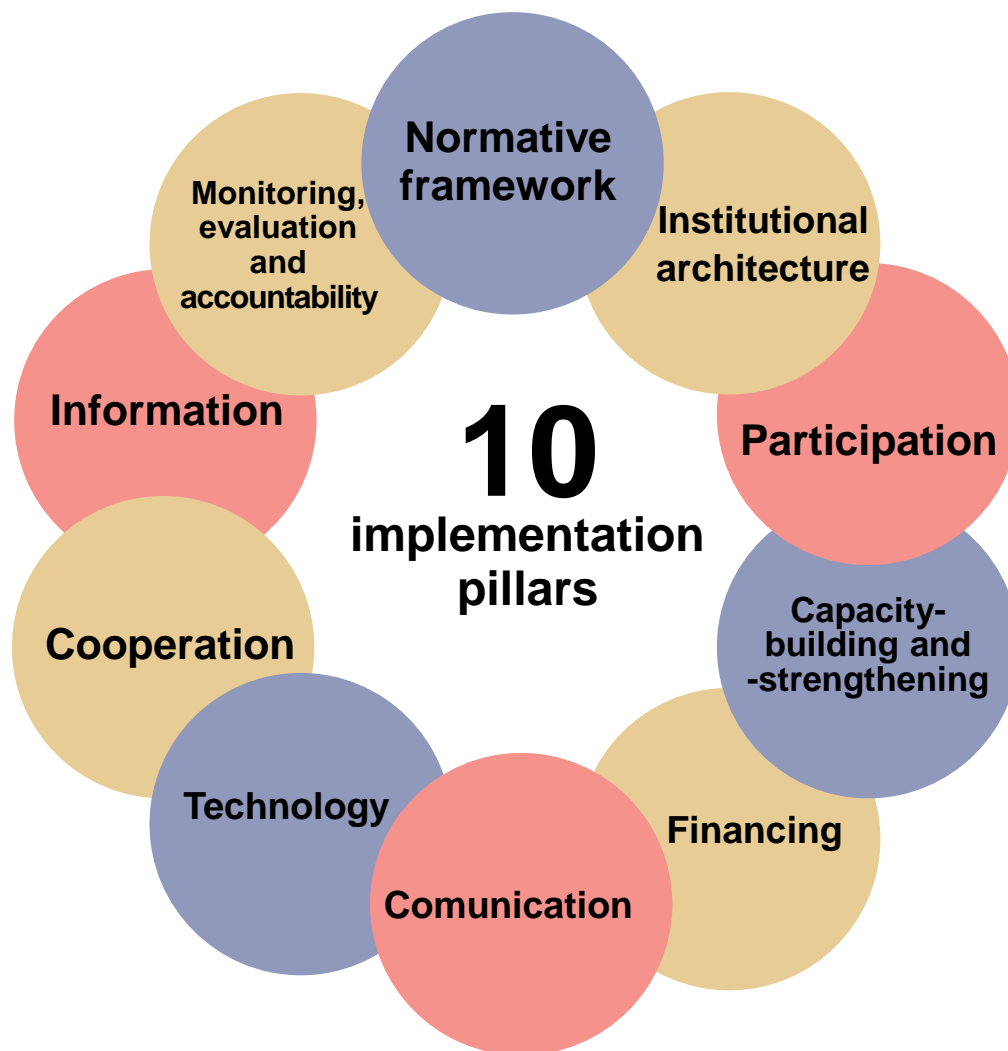 Normative
framework
Institutional
architecture
Participation
Capacity-
building and
-strengthening
Financing
Comunication
Technology
Cooperation
Information
Monitoring,
evaluation
and
accountability
10
implementation
pillars